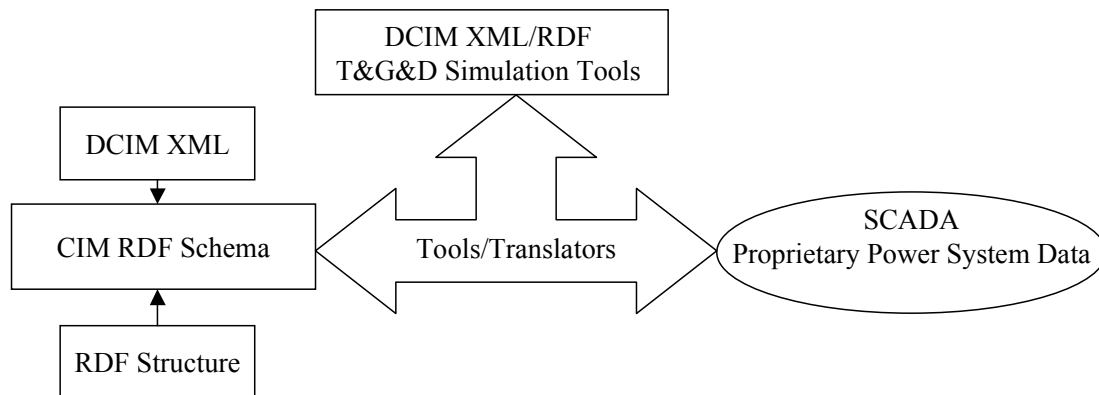 DCIM XML/RDF
T&G&D Simulation Tools
DCIM XML
CIM RDF Schema
Tools/Translators
SCADA
Proprietary Power System Data
RDF Structure